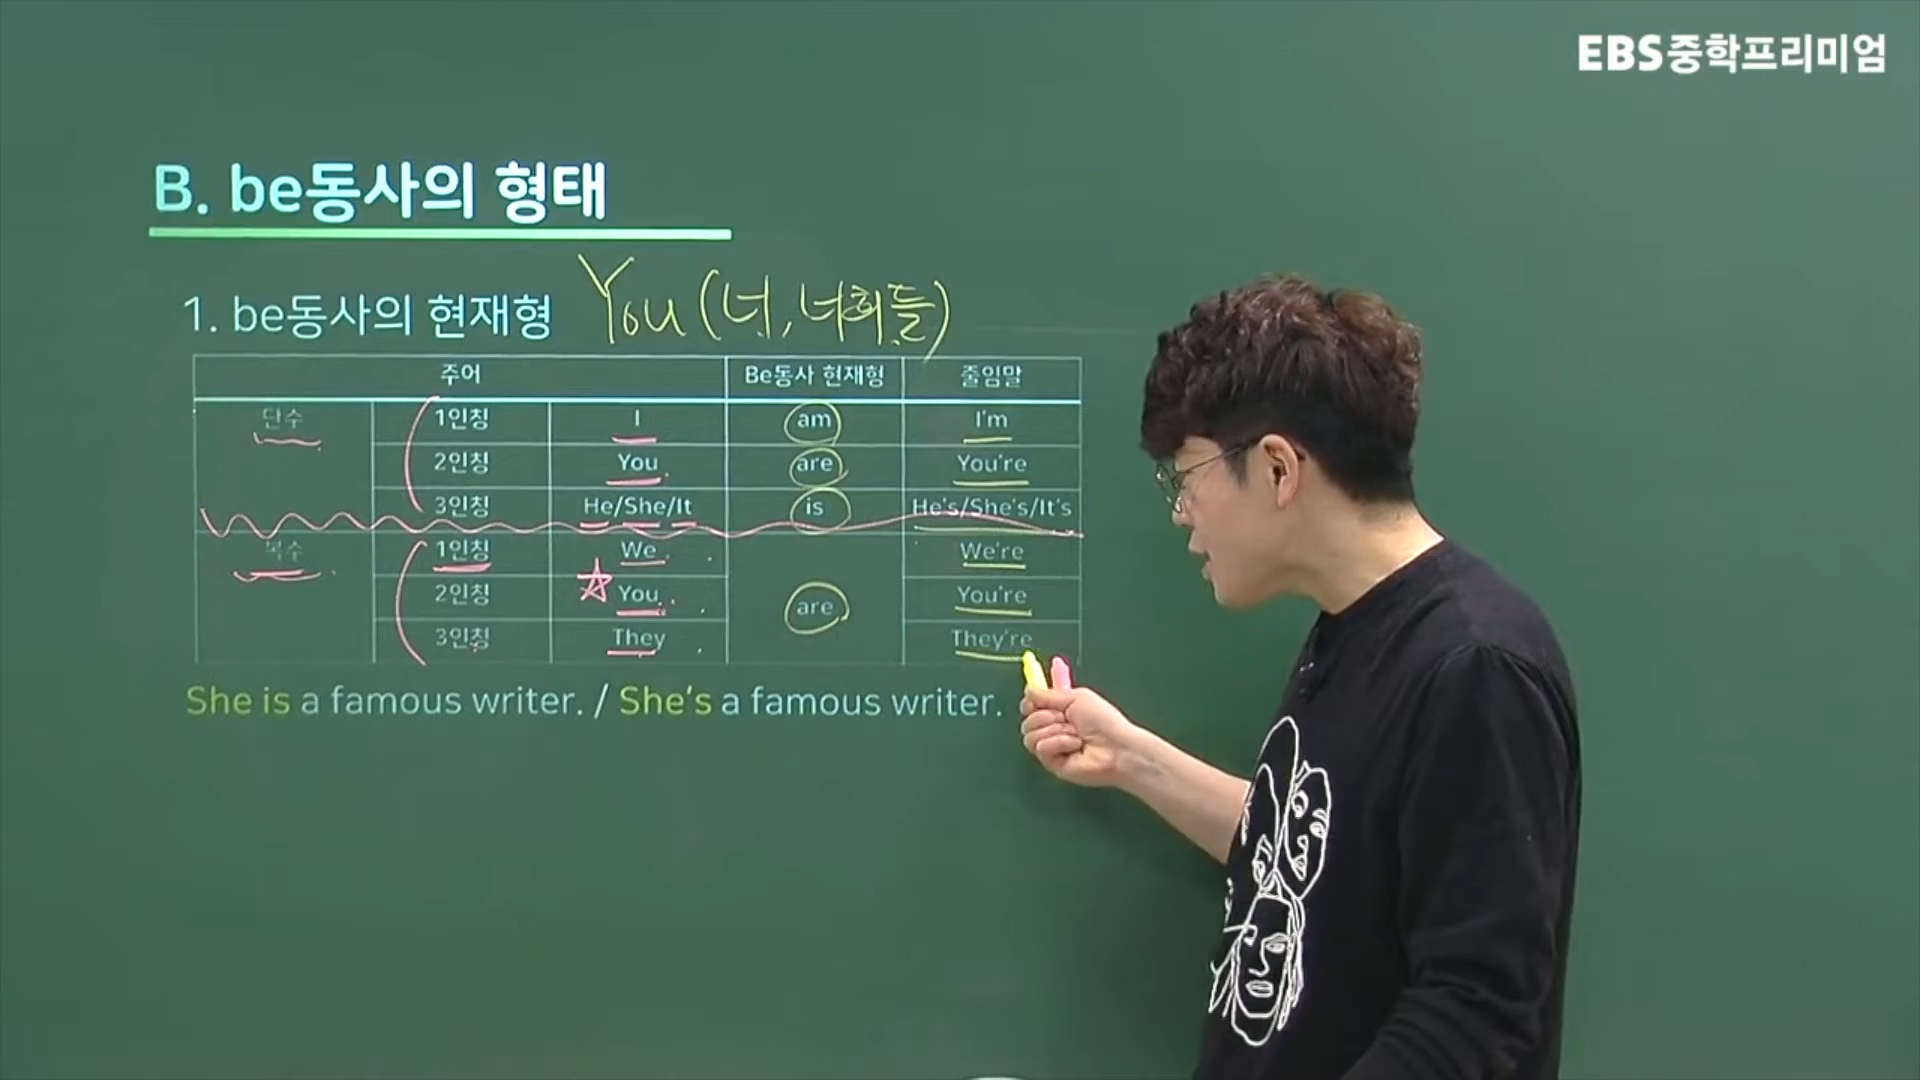 EBS중학프리미엄
B. be동사의 형태
1. be동사의 현재형
You (너, 너희들)
주어 Be동사 현재형 줄임말
단수 1인칭 I am I'm
2인칭 You are You're
3인칭 He/She/It is He's/She's/It's
복수 1인칭 We are We're
2인칭 You You're
3인칭 They They're
She is a famous writer. / She's a famous writer.